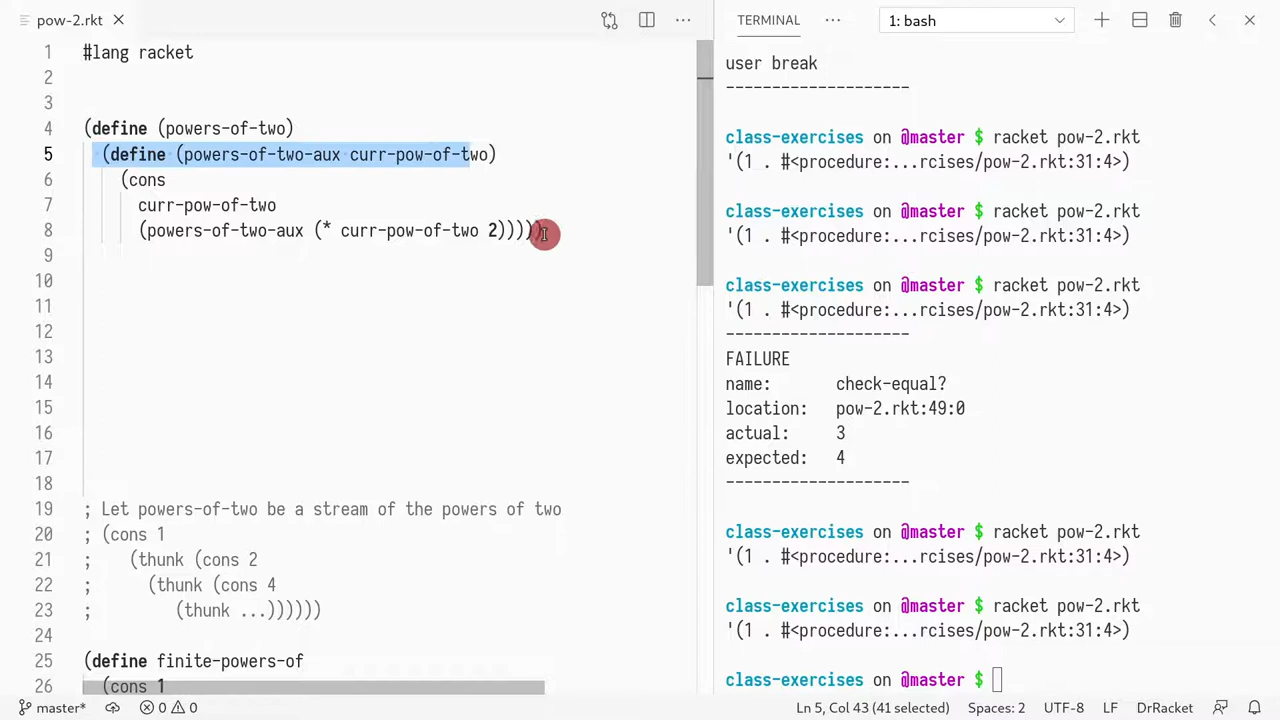 pow-2.rkt
1 #lang racket
2
3
4 (define (powers-of-two)
5 (define (powers-of-two-aux curr-pow-of-two)
6 (cons
7 curr-pow-of-two
8 (powers-of-two-aux (* curr-pow-of-two 2)))))
9
10
11
12
13
14
15
16
17
18
19 ; Let powers-of-two be a stream of the powers of two
20 ; (cons 1
21 ; (thunk (cons 2
22 ; (thunk (cons 4
23 ; (thunk ...))))))
24
25 (define finite-powers-of
26 (cons 1
TERMINAL ... 1: bash
user break
--------------------
class-exercises on @master $ racket pow-2.rkt
'(1 . #<procedure:...rcises/pow-2.rkt:31:4>)
class-exercises on @master $ racket pow-2.rkt
'(1 . #<procedure:...rcises/pow-2.rkt:31:4>)
class-exercises on @master $ racket pow-2.rkt
'(1 . #<procedure:...rcises/pow-2.rkt:31:4>)
--------------------
FAILURE
name: check-equal?
location: pow-2.rkt:49:0
actual: 3
expected: 4
--------------------
class-exercises on @master $ racket pow-2.rkt
'(1 . #<procedure:...rcises/pow-2.rkt:31:4>)
class-exercises on @master $ racket pow-2.rkt
'(1 . #<procedure:...rcises/pow-2.rkt:31:4>)
class-exercises on @master $
master* 0 0 Ln 5, Col 43 (41 selected) Spaces: 2 UTF-8 LF DrRacket